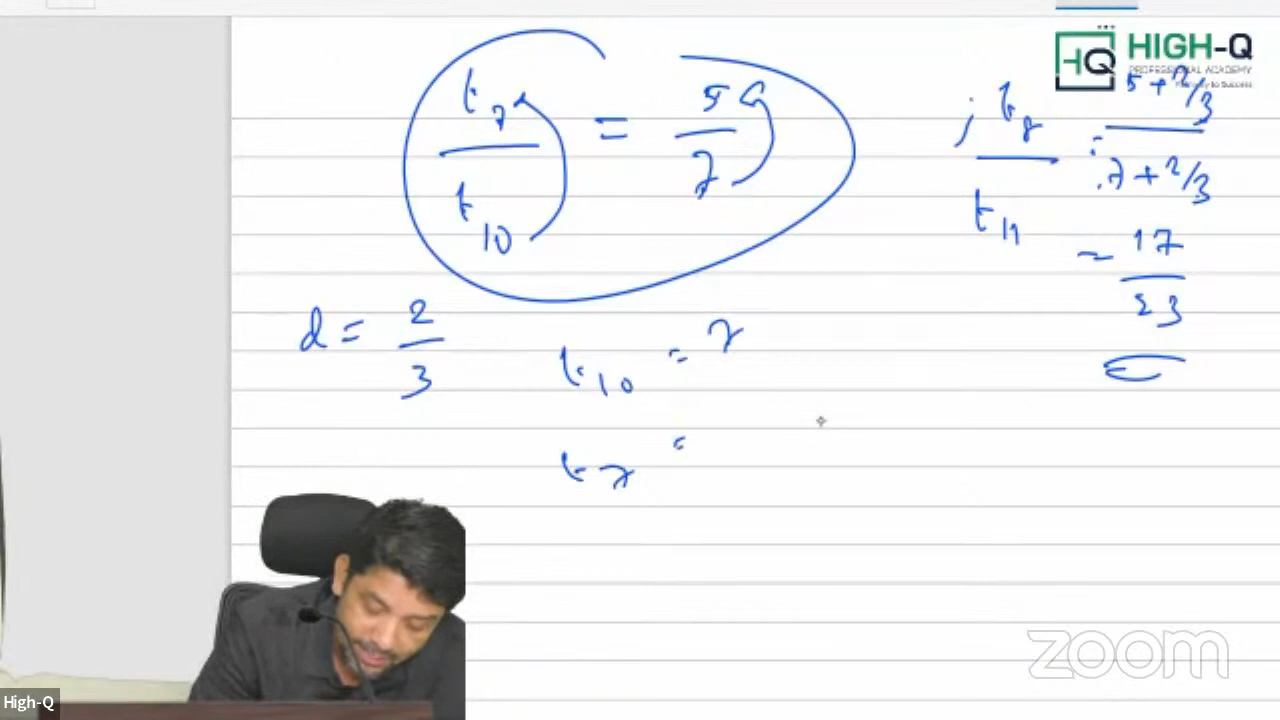 HIGH-Q
PROFESSIONAL ACADEMY
HQ
t₇ / t₁₀ = 5 / 7
; t₈ / t₁₁ = 5 + 2/3 / 7 + 2/3
= 17 / 23
d = 2 / 3
t₁₀ = 7
t₇ =
zoom
High-Q